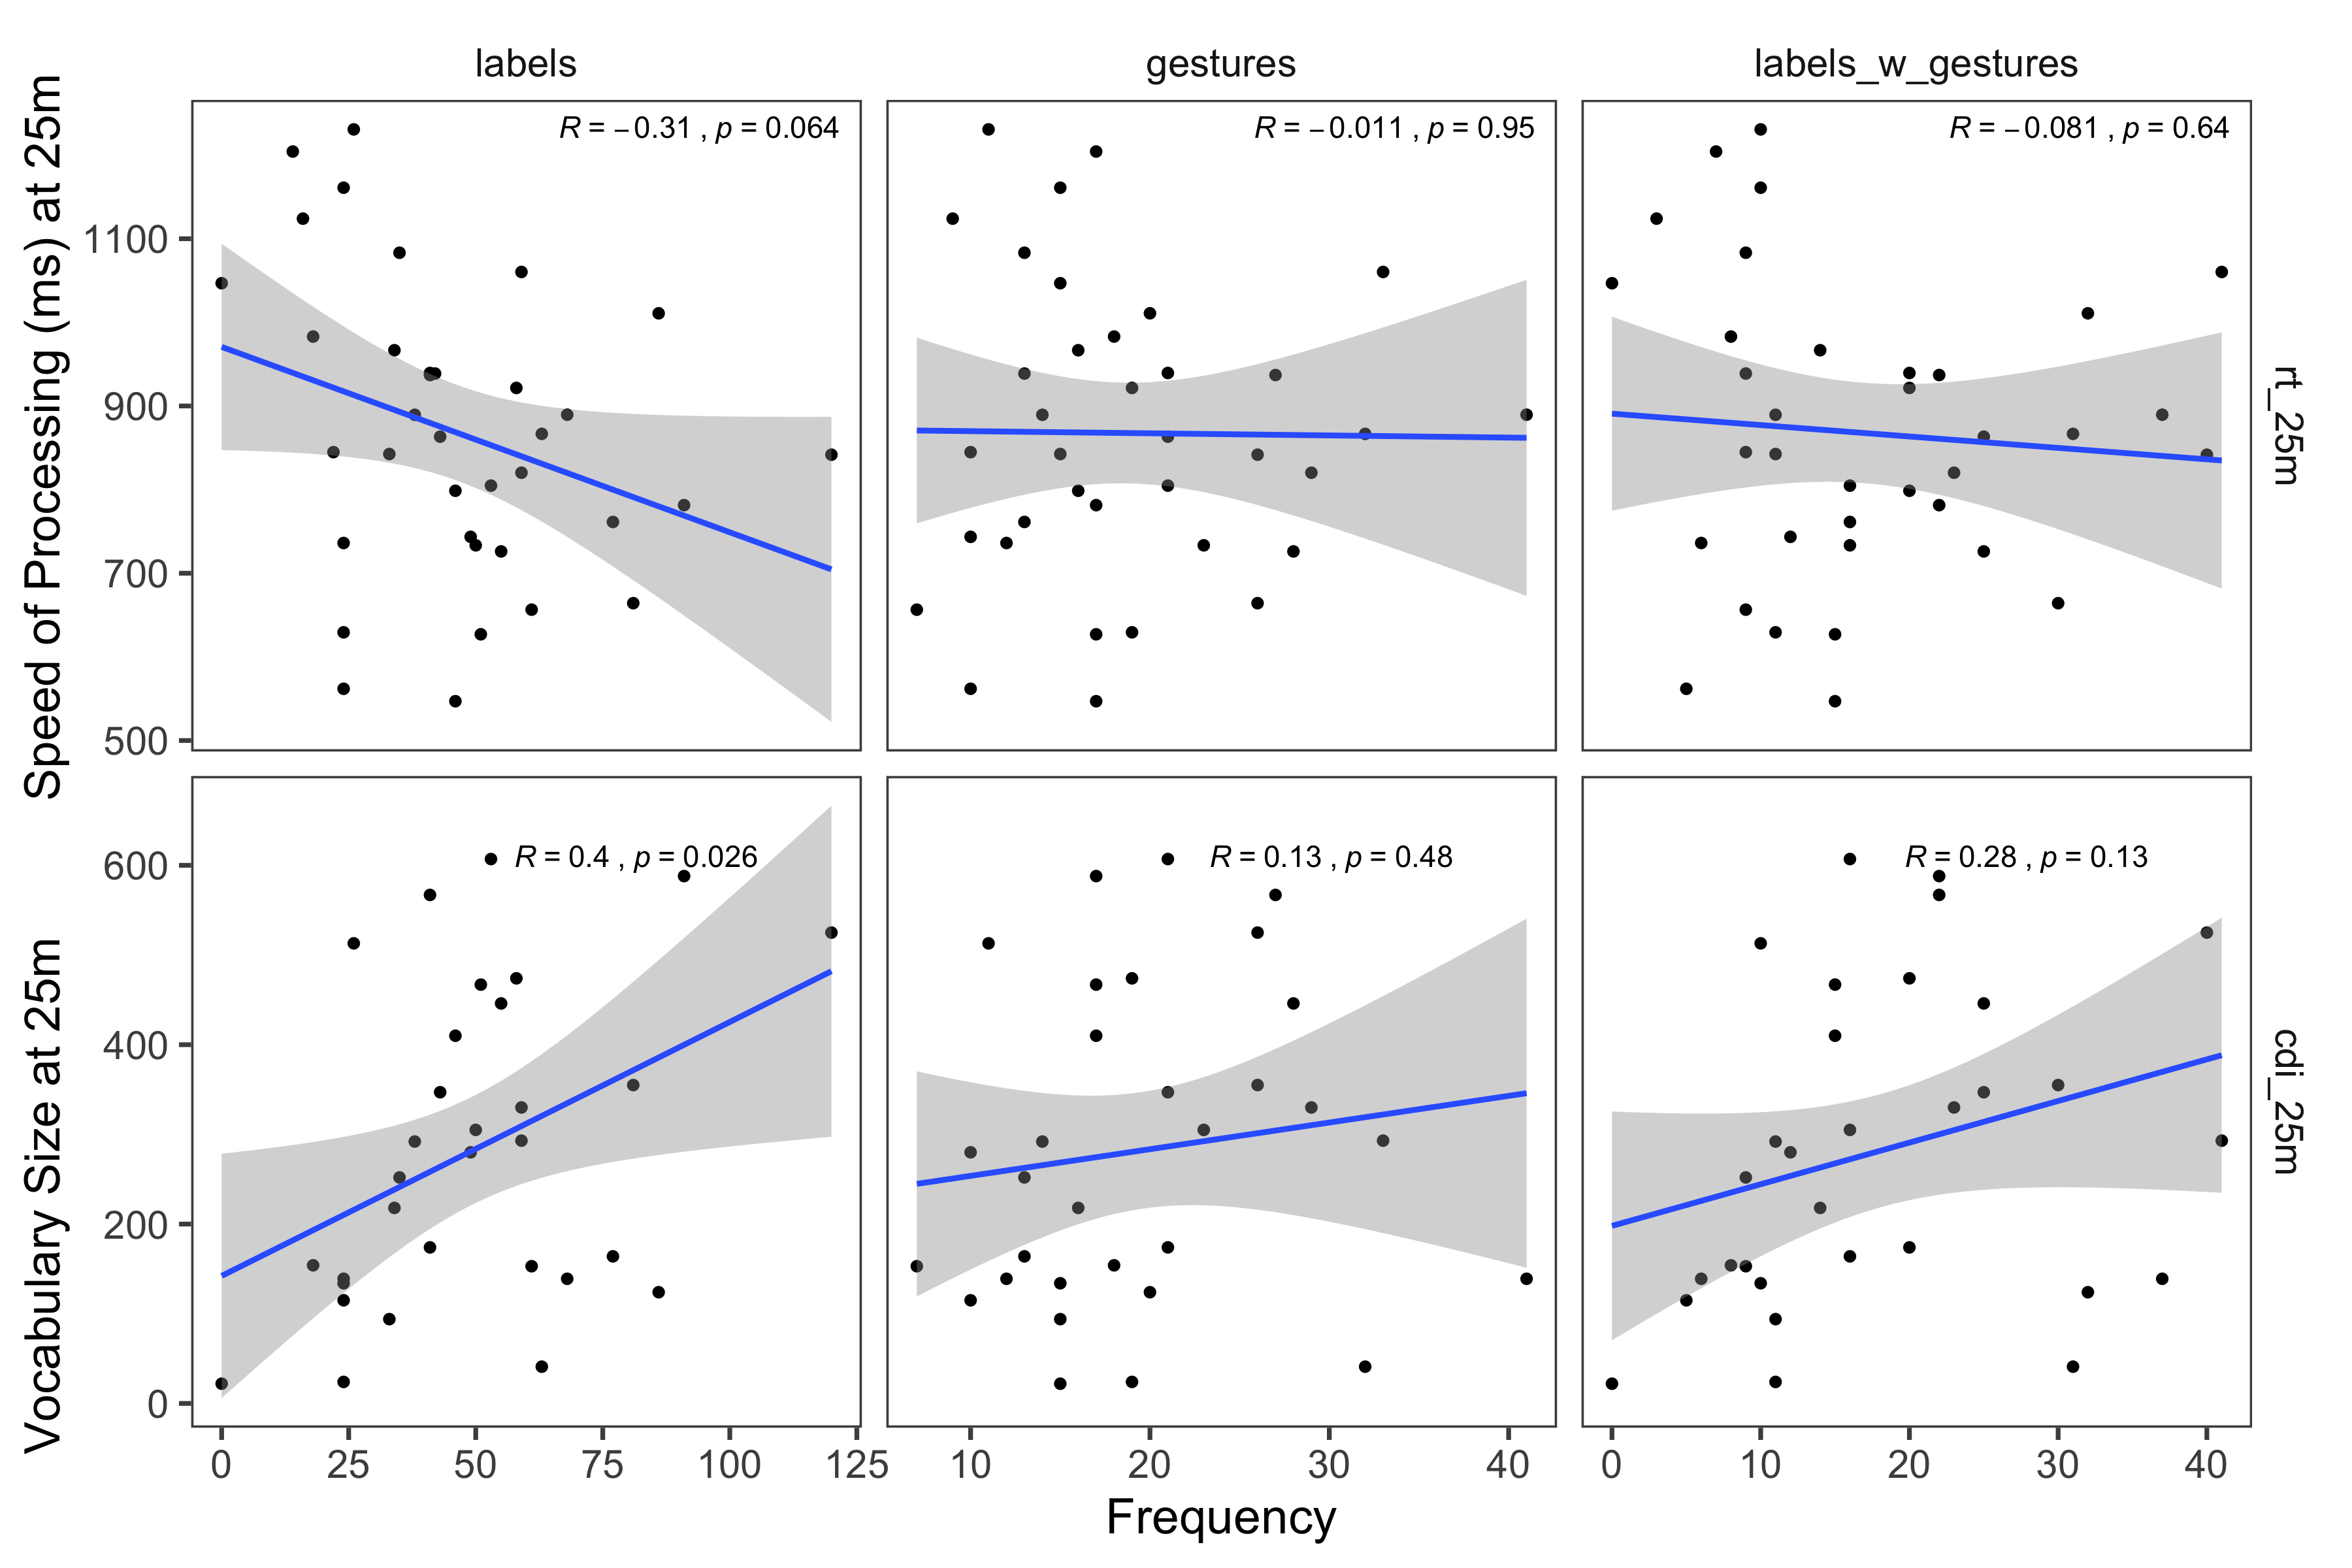 labels
gestures
labels_w_gestures
Speed of Processing (ms) at 25m
R = −0.31 , p = 0.064
R = −0.011 , p = 0.95
R = −0.081 , p = 0.64
1100
900
700
500
rt_25m
Vocabulary Size at 25m
R = 0.4 , p = 0.026
R = 0.13 , p = 0.48
R = 0.28 , p = 0.13
600
400
200
0
cdi_25m
0 25 50 75 100 125
10 20 30 40
0 10 20 30 40
Frequency